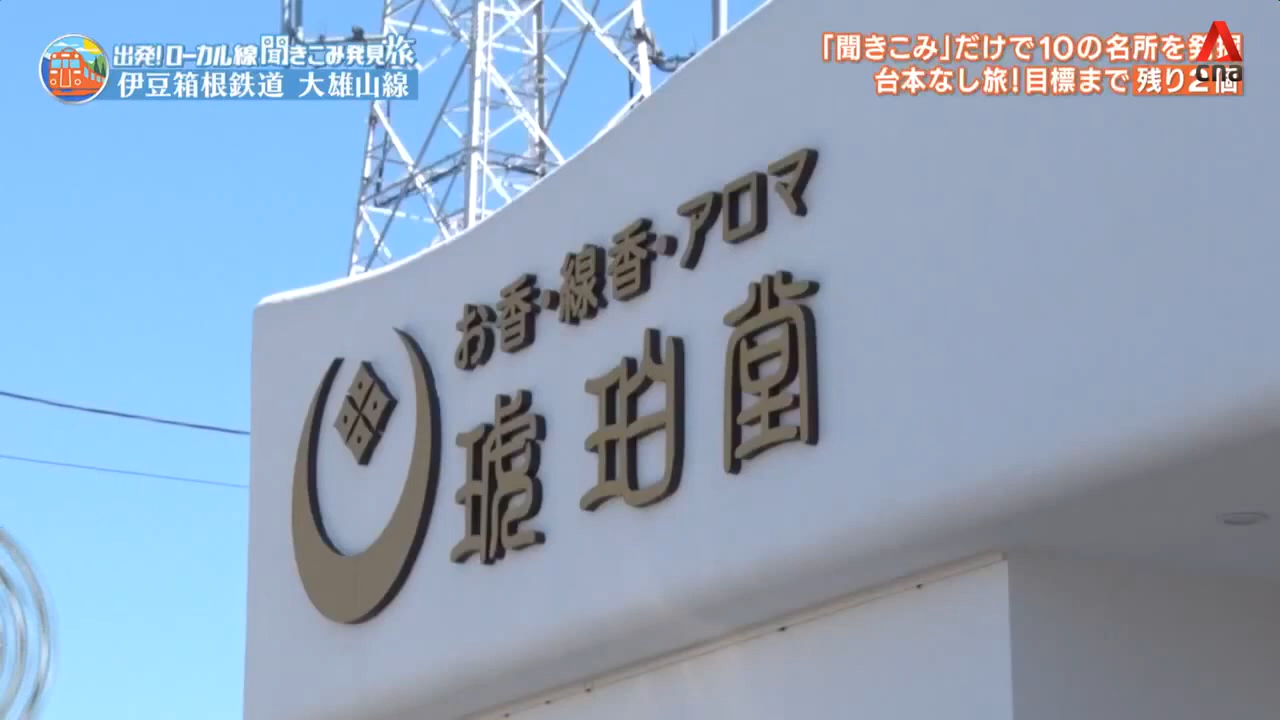 出発!ローカル線 聞きこみ発見旅
伊豆箱根鉄道 大雄山線
「聞きこみ」だけで10の名所を発掘
台本なし旅!目標まで 残り2個
cna
お香・線香・アロマ
琥珀堂